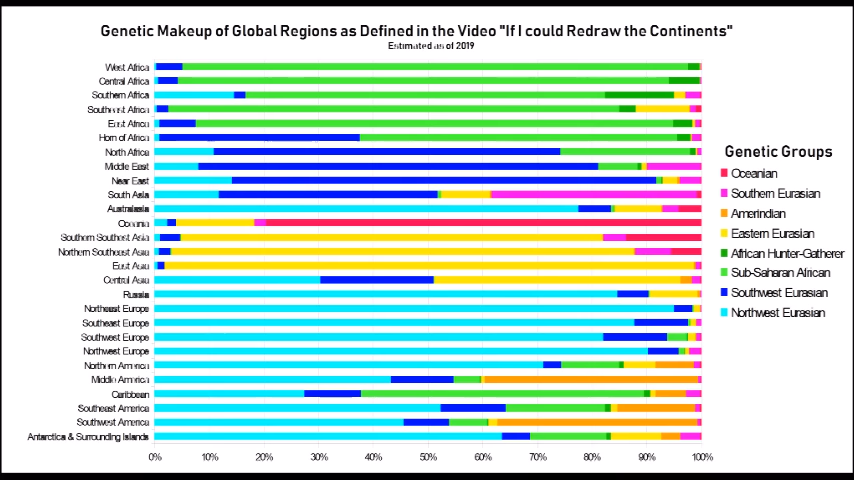 Genetic Makeup of Global Regions as Defined in the Video "If I could Redraw the Continents"
Estimated as of 2019
West Africa
Central Africa
Southern Africa
Southeast Africa
East Africa
Horn of Africa
North Africa
Middle East
Near East
South Asia
Australasia
Oceania
Southern Southeast Asia
Northern Southeast Asia
East Asia
Central Asia
Russia
Northeast Europe
Southeast Europe
Southwest Europe
Northwest Europe
Northern America
Middle America
Caribbean
Southeast America
Southwest America
Antarctica & Surrounding Islands
0% 10% 20% 30% 40% 50% 60% 70% 80% 90% 100%
Genetic Groups
Oceanian
Southern Eurasian
Amerindian
Eastern Eurasian
African Hunter-Gatherer
Sub-Saharan African
Southwest Eurasian
Northwest Eurasian